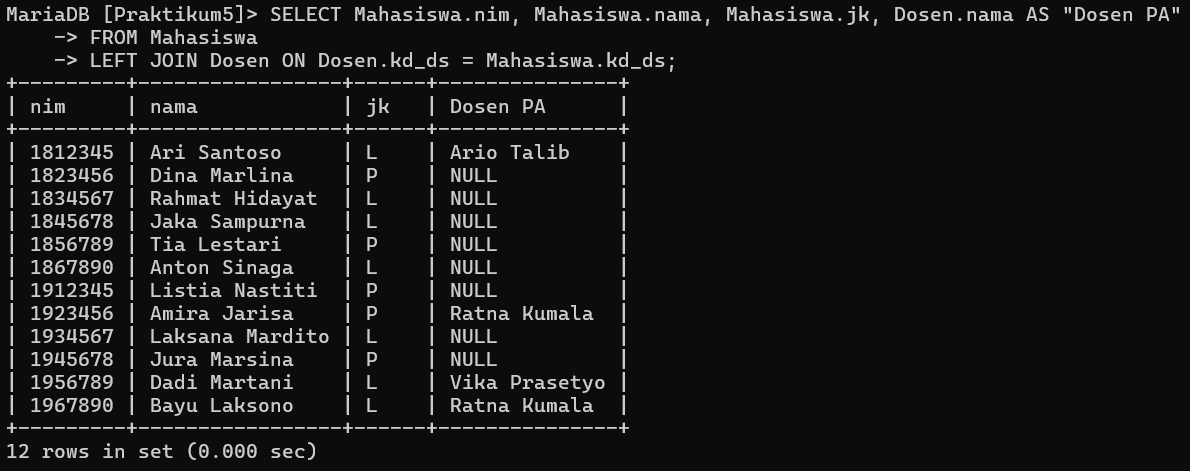 MariaDB [Praktikum5]> SELECT Mahasiswa.nim, Mahasiswa.nama, Mahasiswa.jk, Dosen.nama AS "Dosen PA"
    -> FROM Mahasiswa
    -> LEFT JOIN Dosen ON Dosen.kd_ds = Mahasiswa.kd_ds;
+---------+-----------------+------+---------------+
| nim     | nama            | jk   | Dosen PA      |
+---------+-----------------+------+---------------+
| 1812345 | Ari Santoso     | L    | Ario Talib    |
| 1823456 | Dina Marlina    | P    | NULL          |
| 1834567 | Rahmat Hidayat  | L    | NULL          |
| 1845678 | Jaka Sampurna   | L    | NULL          |
| 1856789 | Tia Lestari     | P    | NULL          |
| 1867890 | Anton Sinaga    | L    | NULL          |
| 1912345 | Listia Nastiti  | P    | NULL          |
| 1923456 | Amira Jarisa    | P    | Ratna Kumala  |
| 1934567 | Laksana Mardito | L    | NULL          |
| 1945678 | Jura Marsina    | P    | NULL          |
| 1956789 | Dadi Martani    | L    | Vika Prasetyo |
| 1967890 | Bayu Laksono    | L    | Ratna Kumala  |
+---------+-----------------+------+---------------+
12 rows in set (0.000 sec)